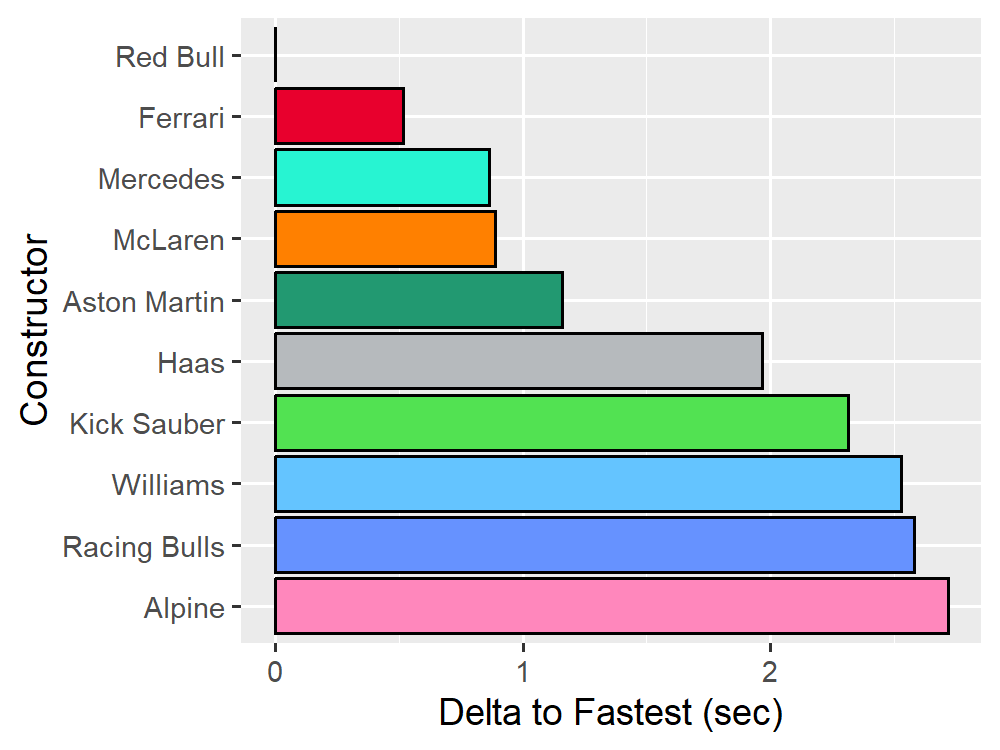 Constructor
Red Bull
Ferrari
Mercedes
McLaren
Aston Martin
Haas
Kick Sauber
Williams
Racing Bulls
Alpine
0 1 2
Delta to Fastest (sec)